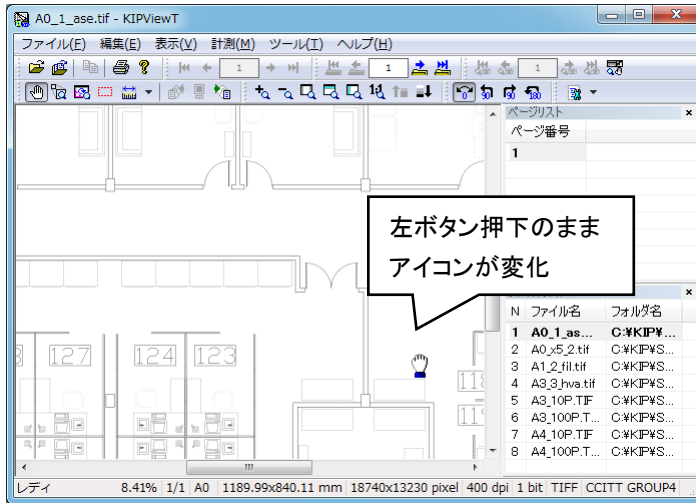 A0_1_ase.tif - KIPViewT
ファイル(F) 編集(E) 表示(V) 計測(M) ツール(T) ヘルプ(H)
1 1 1
0 90 90 180
ページリスト
ページ番号
1
左ボタン押下のまま
アイコンが変化
N ファイル名 フォルダ名
1 A0_1_as... C:¥KIP¥...
2 A0_x5_2.tif C:¥KIP¥S...
3 A1_2_fil.tif C:¥KIP¥S...
4 A3_3_hva.tif C:¥KIP¥S...
5 A3_10P.TIF C:¥KIP¥S...
6 A3_100P.T... C:¥KIP¥S...
7 A4_10P.TIF C:¥KIP¥S...
8 A4_100P.T... C:¥KIP¥S...
127 124 123
レディ 8.41% 1/1 A0 1189.99x840.11 mm 18740x13230 pixel 400 dpi 1 bit TIFF CCITT GROUP4